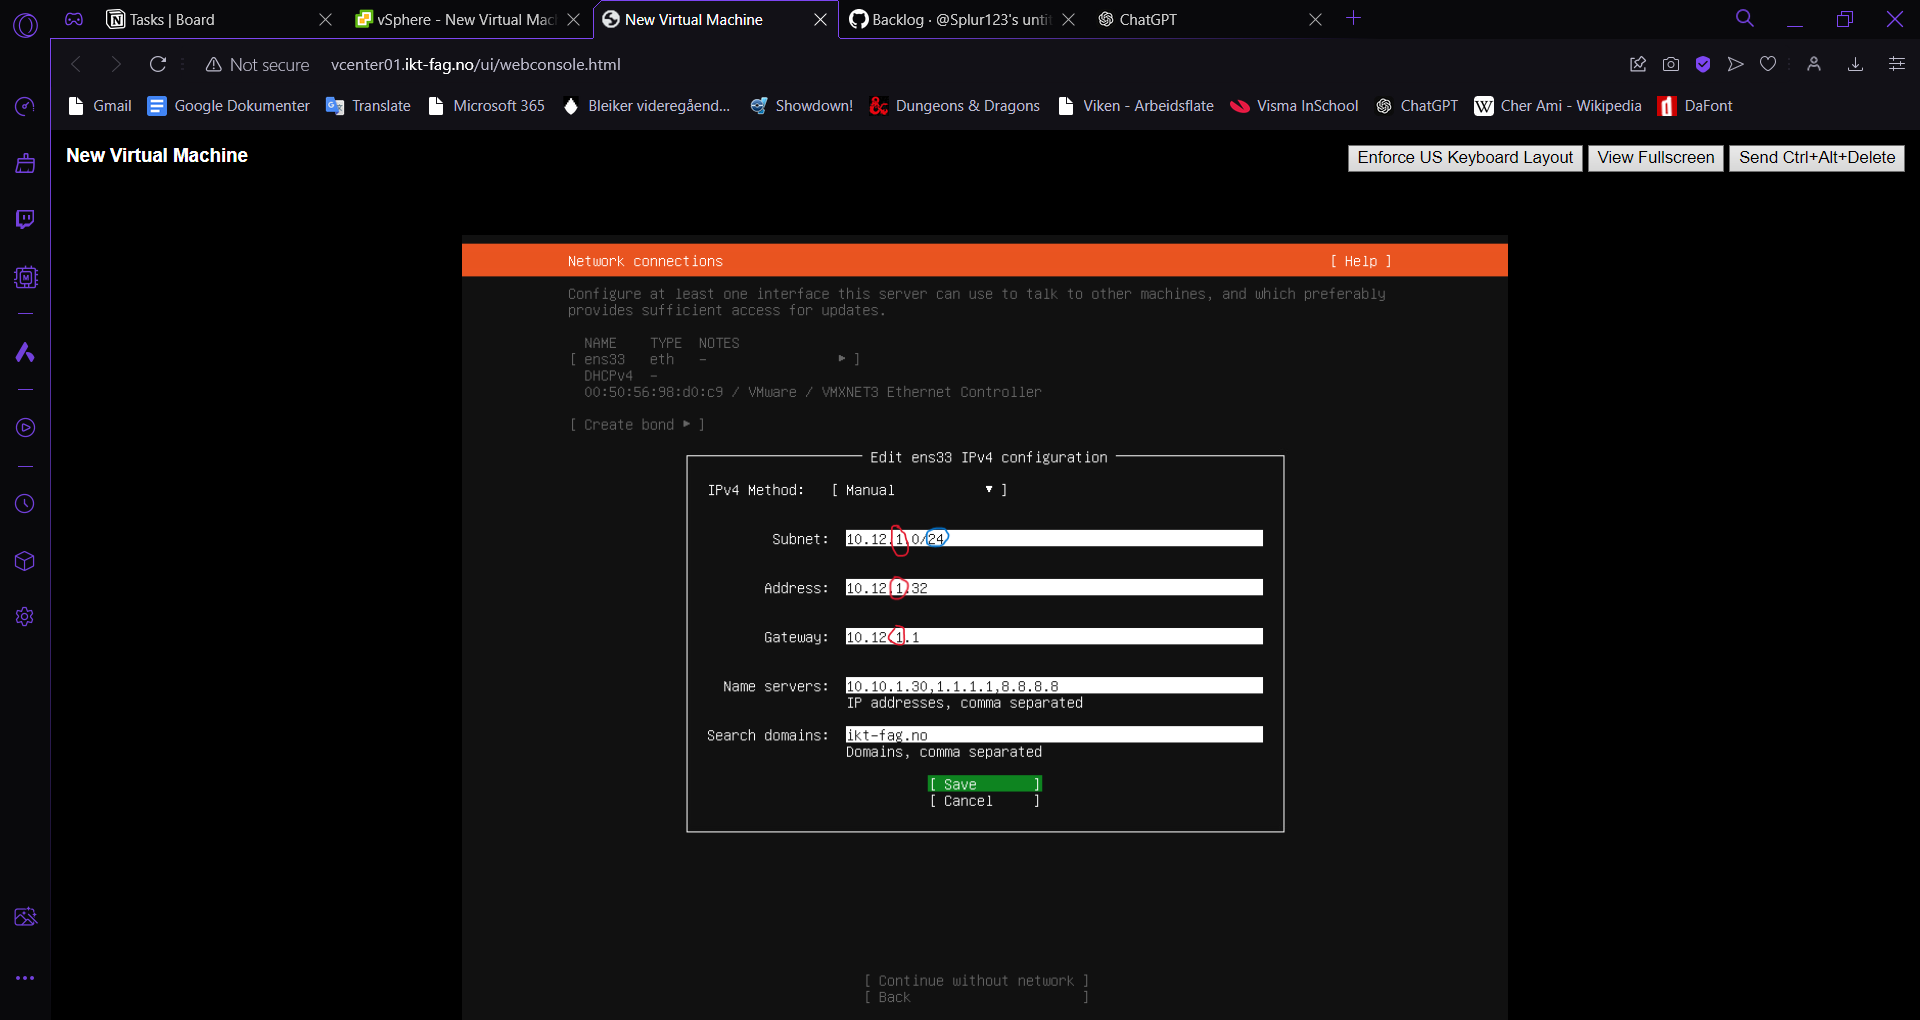 Tasks | Board
vSphere - New Virtual Mac
New Virtual Machine
Backlog · @Splur123's unti
ChatGPT
Not secure
vcenter01.ikt-fag.no/ui/webconsole.html
Gmail
Google Dokumenter
Translate
Microsoft 365
Bleiker videregåend...
Showdown!
Dungeons & Dragons
Viken - Arbeidsflate
Visma InSchool
ChatGPT
Cher Ami - Wikipedia
DaFont
New Virtual Machine
Enforce US Keyboard Layout
View Fullscreen
Send Ctrl+Alt+Delete
Network connections
[ Help ]
Configure at least one interface this server can use to talk to other machines, and which preferably
provides sufficient access for updates.
NAME TYPE NOTES
[ ens33 eth - ▸ ]
DHCPv4 -
00:50:56:98:d0:c9 / VMware / VMXNET3 Ethernet Controller
[ Create bond ▸ ]
Edit ens33 IPv4 configuration
IPv4 Method: [ Manual ▾ ]
Subnet: 10.12.1.0/24
Address: 10.12.1.32
Gateway: 10.12.1.1
Name servers: 10.10.1.30,1.1.1.1,8.8.8.8
IP addresses, comma separated
Search domains: ikt-fag.no
Domains, comma separated
[ Save ]
[ Cancel ]
[ Continue without network ]
[ Back ]